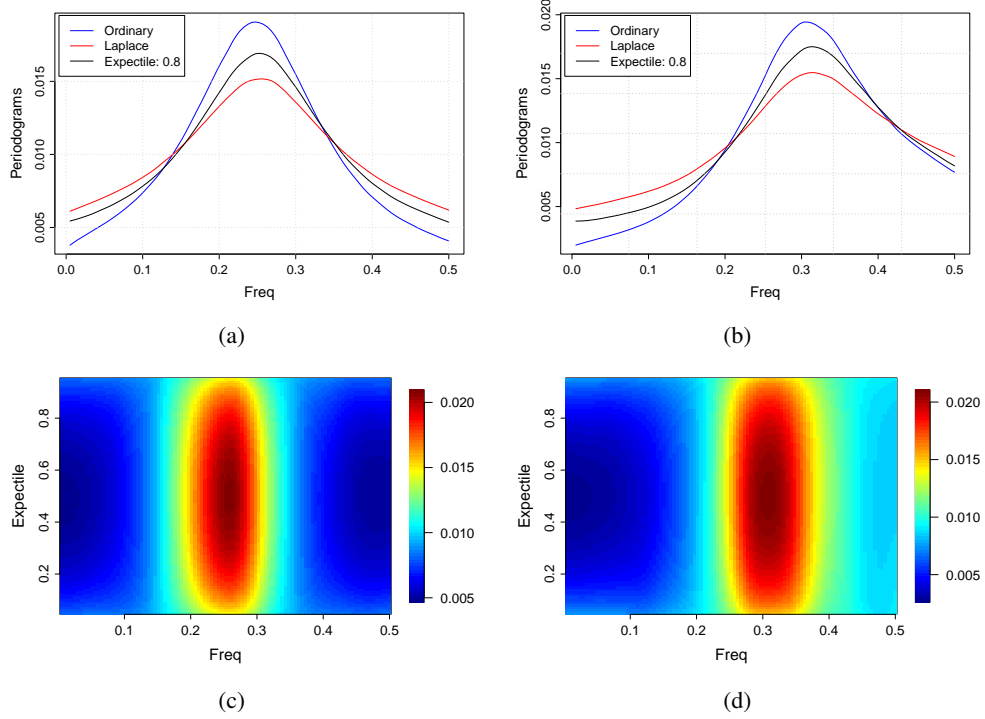 Ordinary
Laplace
Expectile: 0.8
Periodograms
0.005 0.010 0.015
0.0 0.1 0.2 0.3 0.4 0.5
Freq
(a)
Ordinary
Laplace
Expectile: 0.8
Periodograms
0.005 0.010 0.015 0.020
0.0 0.1 0.2 0.3 0.4 0.5
Freq
(b)
Expectile
0.2 0.4 0.6 0.8
0.1 0.2 0.3 0.4 0.5
Freq
0.020
0.015
0.010
0.005
(c)
Expectile
0.2 0.4 0.6 0.8
0.1 0.2 0.3 0.4 0.5
Freq
0.020
0.015
0.010
0.005
(d)